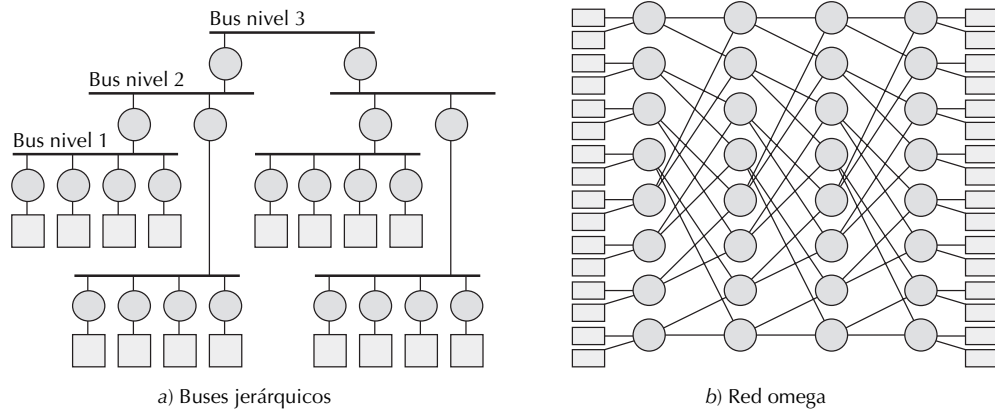 Bus nivel 3
Bus nivel 2
Bus nivel 1
a) Buses jerárquicos
b) Red omega